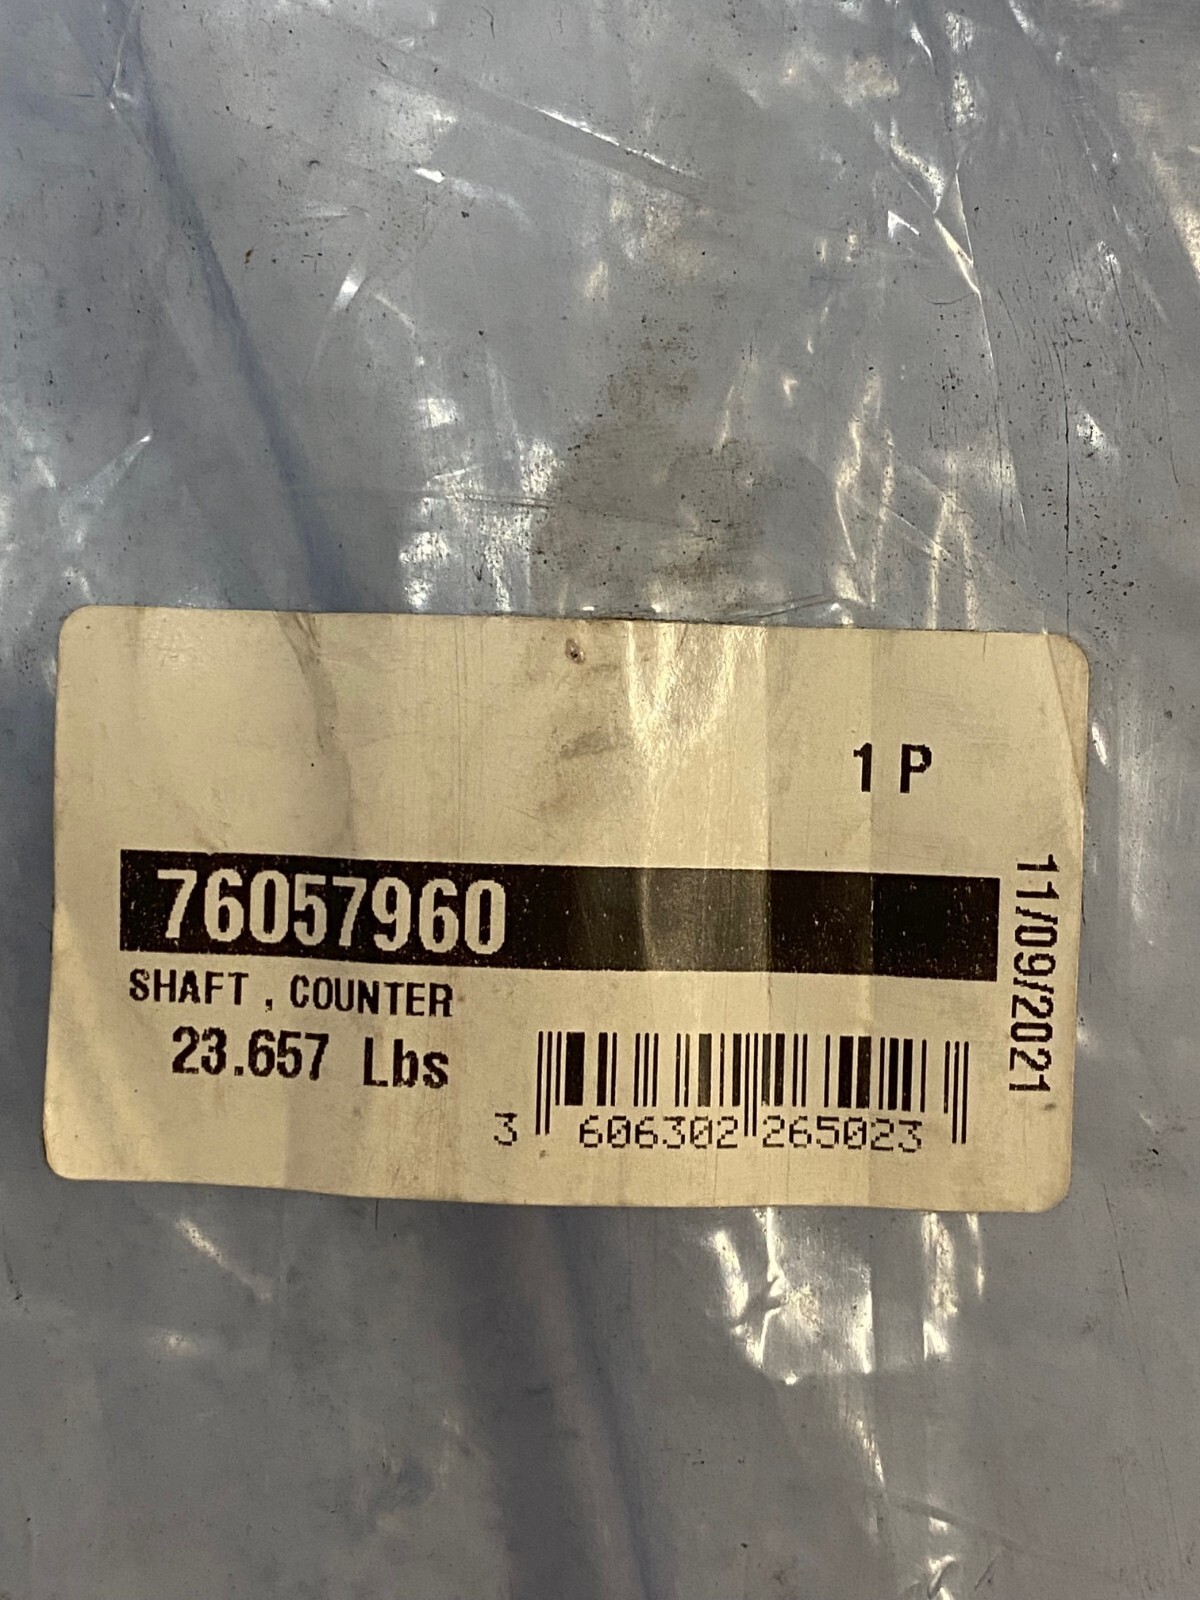 1 P
76057960
SHAFT , COUNTER
23.657 Lbs
3 606302 265023
11/09/2021